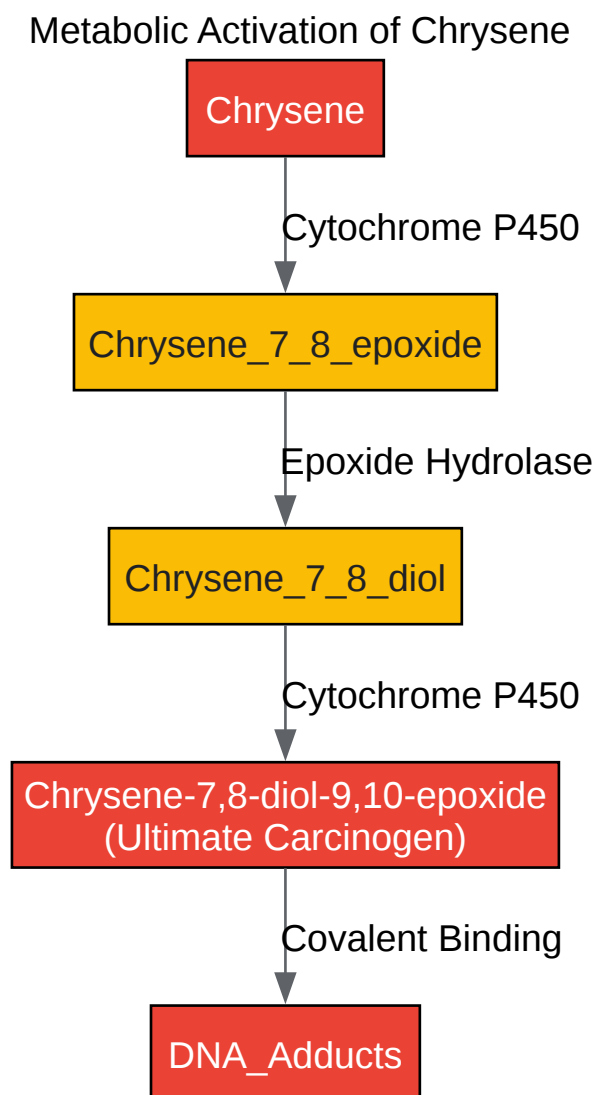 Metabolic Activation of Chrysene
Chrysene
Cytochrome P450
Chrysene_7_8_epoxide
Epoxide Hydrolase
Chrysene_7_8_diol
Cytochrome P450
Chrysene-7,8-diol-9,10-epoxide
(Ultimate Carcinogen)
Covalent Binding
DNA_Adducts